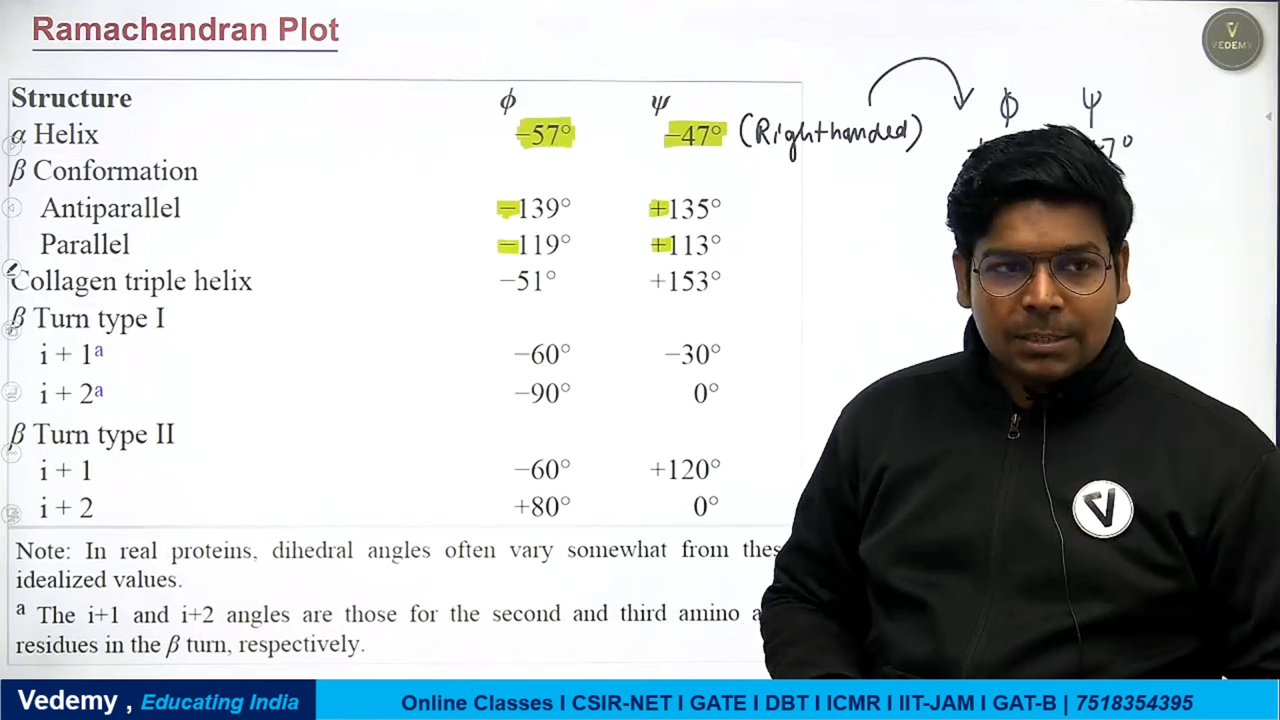 Ramachandran Plot
VEDEMY
Structure ϕ ψ
α Helix −57° −47° (Righthanded) ϕ ψ
β Conformation
Antiparallel −139° +135°
Parallel −119° +113°
Collagen triple helix −51° +153°
β Turn type I
i + 1ᵃ −60° −30°
i + 2ᵃ −90° 0°
β Turn type II
i + 1 −60° +120°
i + 2 +80° 0°
Note: In real proteins, dihedral angles often vary somewhat from thes
idealized values.
ᵃ The i+1 and i+2 angles are those for the second and third amino a
residues in the β turn, respectively.
Vedemy , Educating India Online Classes I CSIR-NET I GATE I DBT I ICMR I IIT-JAM I GAT-B | 7518354395